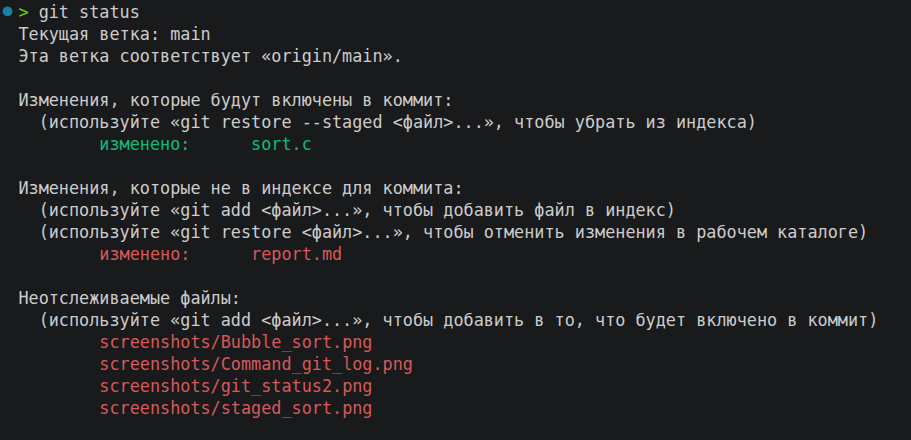 > git status
Текущая ветка: main
Эта ветка соответствует «origin/main».
Изменения, которые будут включены в коммит:
(используйте «git restore --staged <файл>...», чтобы убрать из индекса)
изменено:      sort.c
Изменения, которые не в индексе для коммита:
(используйте «git add <файл>...», чтобы добавить файл в индекс)
(используйте «git restore <файл>...», чтобы отменить изменения в рабочем каталоге)
изменено:      report.md
Неотслеживаемые файлы:
(используйте «git add <файл>...», чтобы добавить в то, что будет включено в коммит)
screenshots/Bubble_sort.png
screenshots/Command_git_log.png
screenshots/git_status2.png
screenshots/staged_sort.png